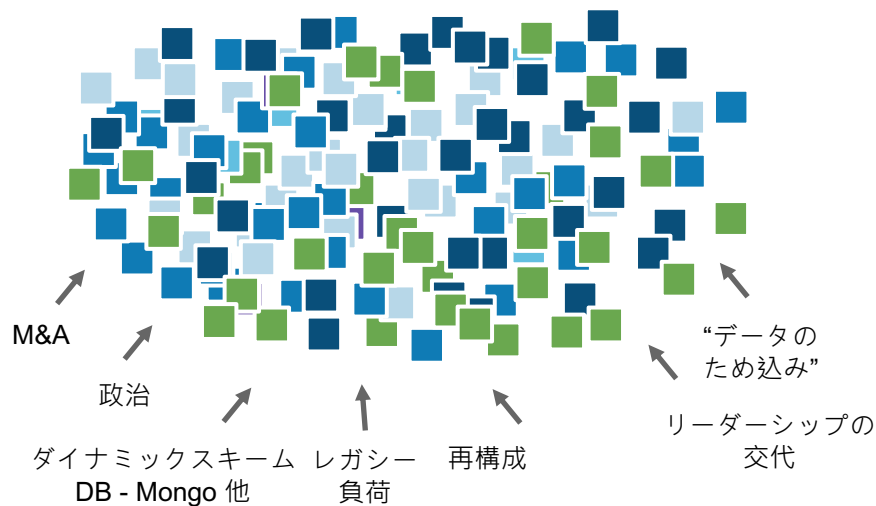 M&A
政治
ダイナミックスキーム
DB - Mongo 他
レガシー
負荷
再構成
“データの
ため込み”
リーダーシップの
交代